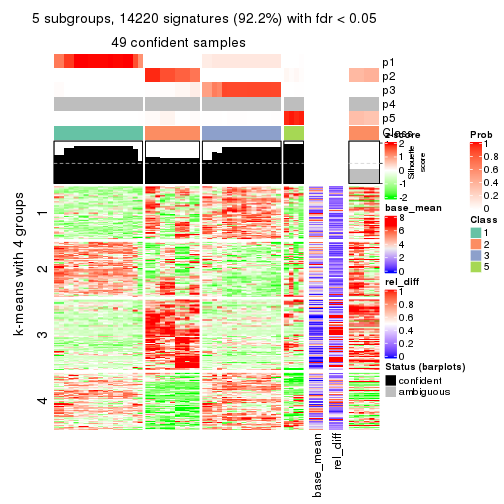 5 subgroups, 14220 signatures (92.2%) with fdr < 0.05
49 confident samples
p1
p2
p3
p4
p5
Class
k-means with 4 groups
1
2
3
4
Silhouette
score
base_mean
rel_diff
z-score
2
1
0
-1
-2
base_mean
8
6
4
2
0
rel_diff
1
0.8
0.6
0.4
0.2
0
Status (barplots)
confident
ambiguous
Prob
1
0.8
0.6
0.4
0.2
0
Class
1
2
3
5